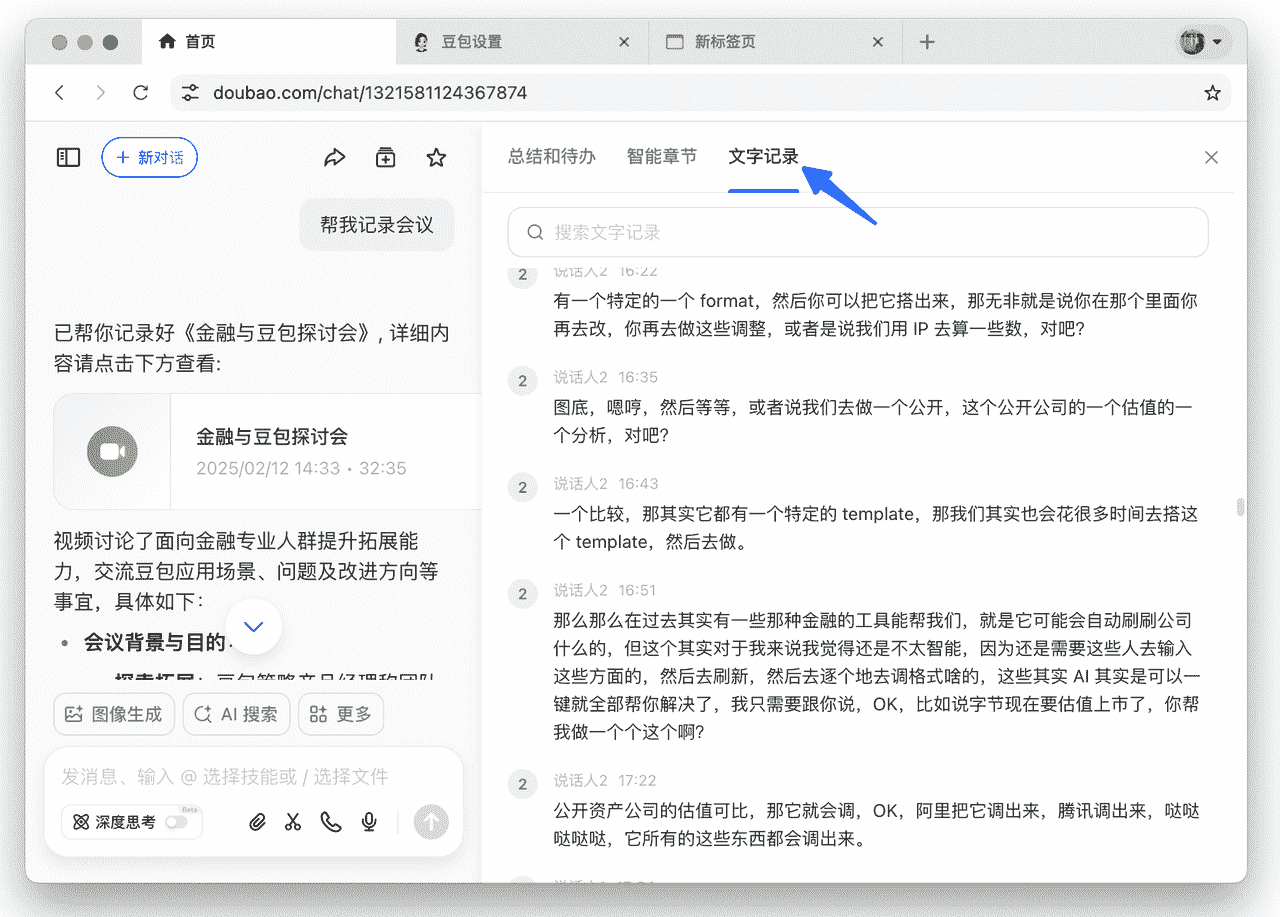 首页
豆包设置
新标签页
doubao.com/chat/1321581124367874
新对话
帮我记录会议
已帮你记录好《金融与豆包探讨会》, 详细内
容请点击下方查看:
金融与豆包探讨会
2025/02/12 14:33 • 32:35
视频讨论了面向金融专业人群提升拓展能
力，交流豆包应用场景、问题及改进方向等
事宜，具体如下：
• 会议背景与目的
探索拓展：豆包策略产品经理称团队
图像生成
AI 搜索
更多
发消息、输入 @ 选择技能或 / 选择文件
深度思考
Beta
总结和待办
智能章节
文字记录
搜索文字记录
2
说话人2 16:22
有一个特定的一个 format，然后你可以把它搭出来，那无非就是说你在那个里面你
再去改，你再去做这些调整，或者是说我们用 IP 去算一些数，对吧?
2
说话人2 16:35
图底，嗯哼，然后等等，或者说我们去做一个公开，这个公开公司的一个估值的一
个分析，对吧?
2
说话人2 16:43
一个比较，那其实它都有一个特定的 template，那我们其实也会花很多时间去搭这
个 template，然后去做。
2
说话人2 16:51
那么那么在过去其实有一些那种金融的工具能帮我们，就是它可能会自动刷刷公司
什么的，但这个其实对于我来说我觉得还是不太智能，因为还是需要这些人去输入
这些方面的，然后去刷新，然后去逐个地去调格式啥的，这些其实 AI 其实是可以一
键就全部帮你解决了，我只需要跟你说，OK，比如说字节现在要估值上市了，你帮
我做一个个这个啊?
2
说话人2 17:22
公开资产公司的估值可比，那它就会调，OK，阿里把它调出来，腾讯调出来，哒哒
哒哒哒，它所有的这些东西都会调出来。